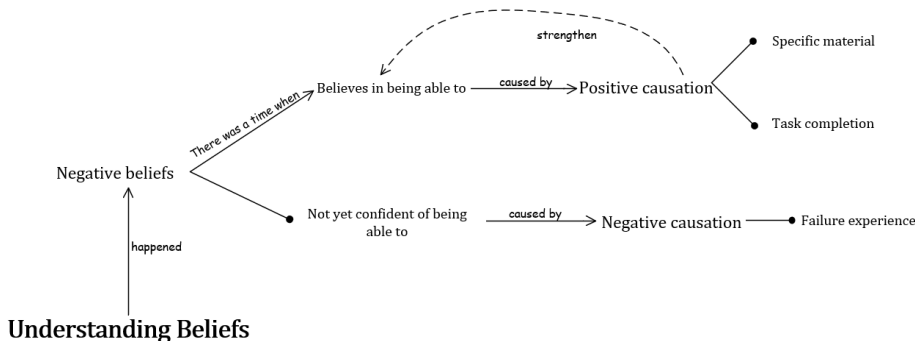 strengthen
Specific material
Believes in being able to
caused by
Positive causation
There was a time when
Task completion
Negative beliefs
Not yet confident of being
able to
caused by
Negative causation
Failure experience
happened
Understanding Beliefs